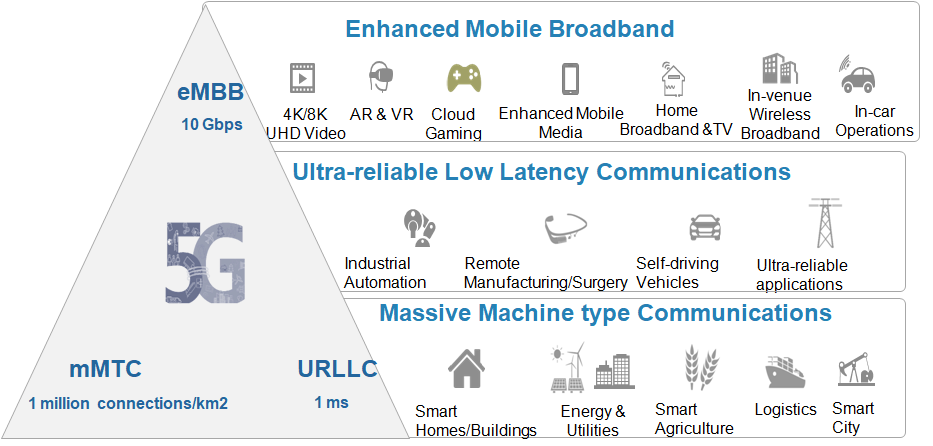 Enhanced Mobile Broadband
eMBB
10 Gbps
4K/8K
UHD Video
AR & VR
Cloud
Gaming
Enhanced Mobile
Media
Home
Broadband &TV
In-venue
Wireless
Broadband
In-car
Operations
Ultra-reliable Low Latency Communications
5G
Industrial
Automation
Remote
Manufacturing/Surgery
Self-driving
Vehicles
Ultra-reliable
applications
Massive Machine type Communications
mMTC
1 million connections/km2
URLLC
1 ms
Smart
Homes/Buildings
Energy &
Utilities
Smart
Agriculture
Logistics
Smart
City